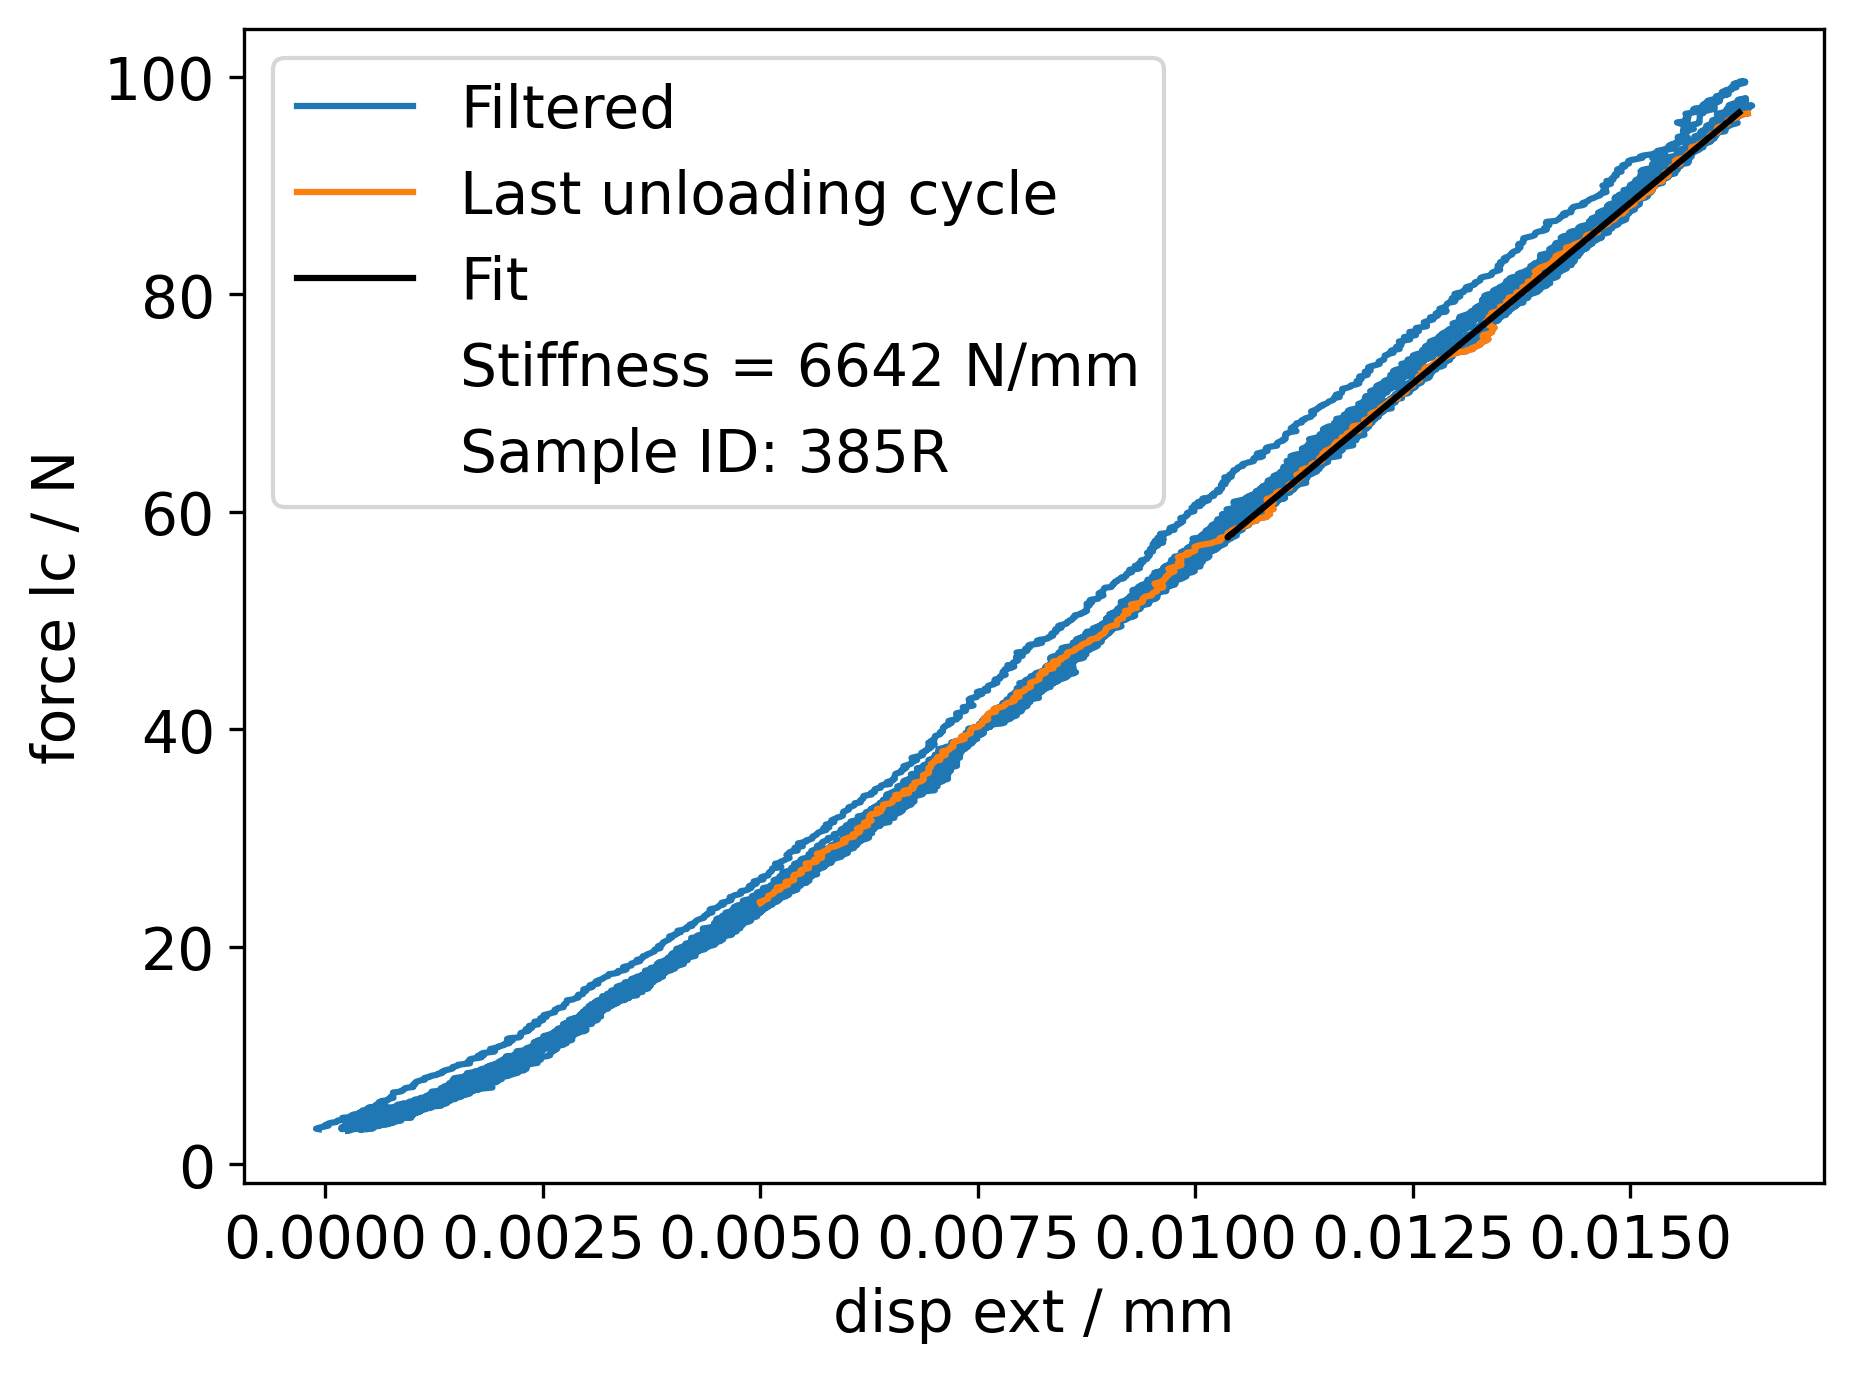 Filtered
Last unloading cycle
Fit
Stiffness = 6642 N/mm
Sample ID: 385R
100
80
60
40
20
0
force lc / N
0.0000 0.0025 0.0050 0.0075 0.0100 0.0125 0.0150
disp ext / mm